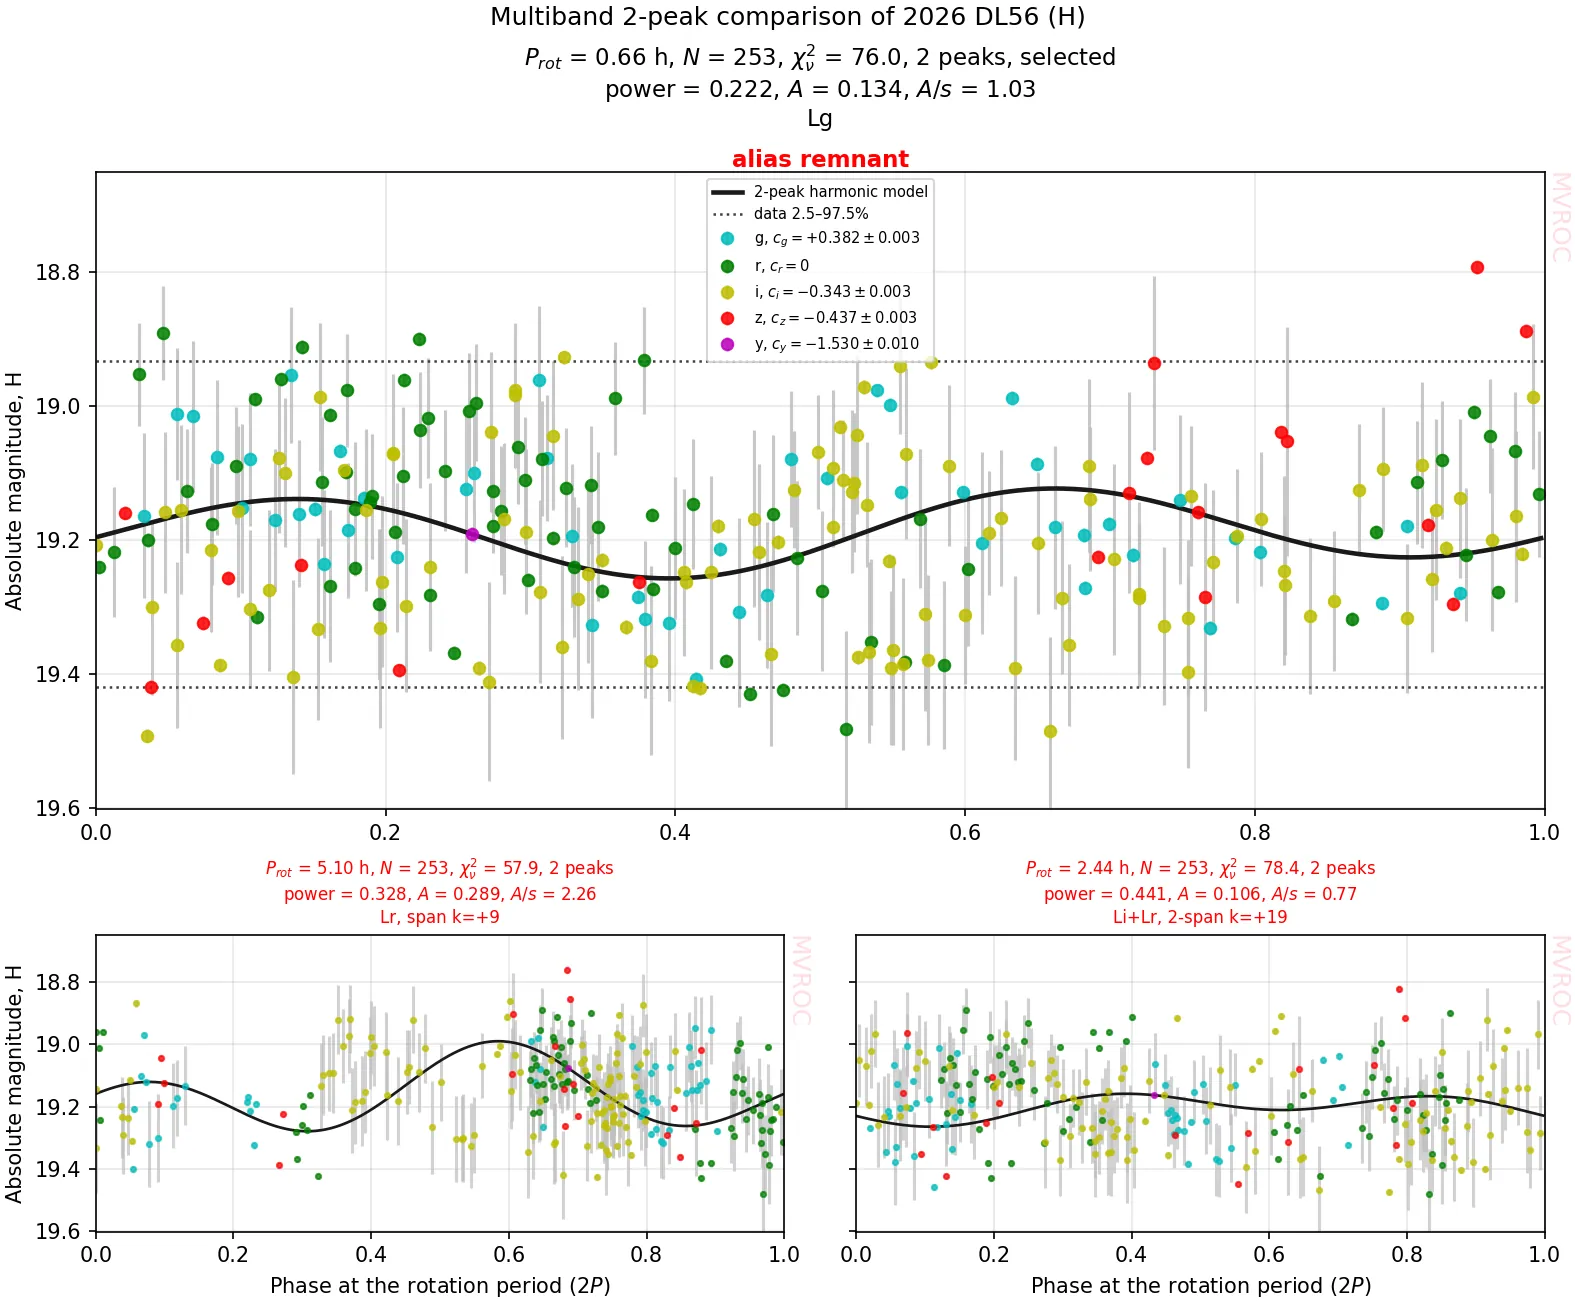 Multiband 2-peak comparison of 2026 DL56 (H)
P_rot = 0.66 h, N = 253, χ²_ν = 76.0, 2 peaks, selected
power = 0.222, A = 0.134, A/s = 1.03
Lg
alias remnant
2-peak harmonic model
data 2.5–97.5%
g, c_g = +0.382 ± 0.003
r, c_r = 0
i, c_i = −0.343 ± 0.003
z, c_z = −0.437 ± 0.003
y, c_y = −1.530 ± 0.010
MVROC
Absolute magnitude, H
18.8
19.0
19.2
19.4
19.6
0.0 0.2 0.4 0.6 0.8 1.0
P_rot = 5.10 h, N = 253, χ²_ν = 57.9, 2 peaks
power = 0.328, A = 0.289, A/s = 2.26
Lr, span k=+9
MVROC
Absolute magnitude, H
18.8
19.0
19.2
19.4
19.6
0.0 0.2 0.4 0.6 0.8 1.0
Phase at the rotation period (2P)
P_rot = 2.44 h, N = 253, χ²_ν = 78.4, 2 peaks
power = 0.441, A = 0.106, A/s = 0.77
Li+Lr, 2-span k=+19
MVROC
0.0 0.2 0.4 0.6 0.8 1.0
Phase at the rotation period (2P)